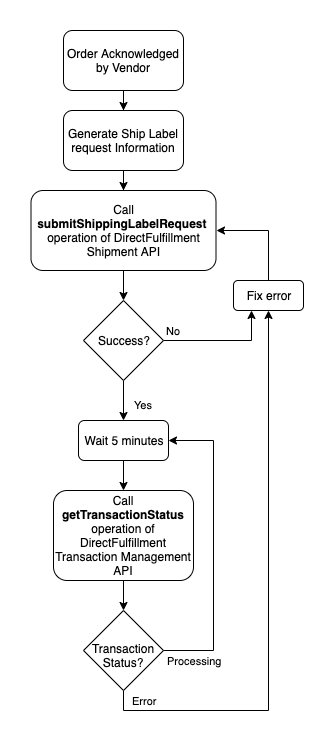 Order Acknowledged
by Vendor
Generate Ship Label
request Information
Call
submitShippingLabelRequest
operation of DirectFulfillment
Shipment API
Fix error
Success?
No
Yes
Wait 5 minutes
Call
getTransactionStatus
operation of
DirectFulfillment
Transaction Management
API
Transaction
Status?
Processing
Error